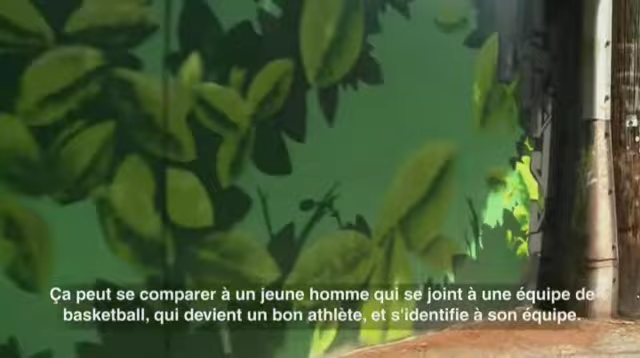 Ça peut se comparer à un jeune homme qui se joint à une équipe de
basketball, qui devient un bon athlète, et s'identifie à son équipe.